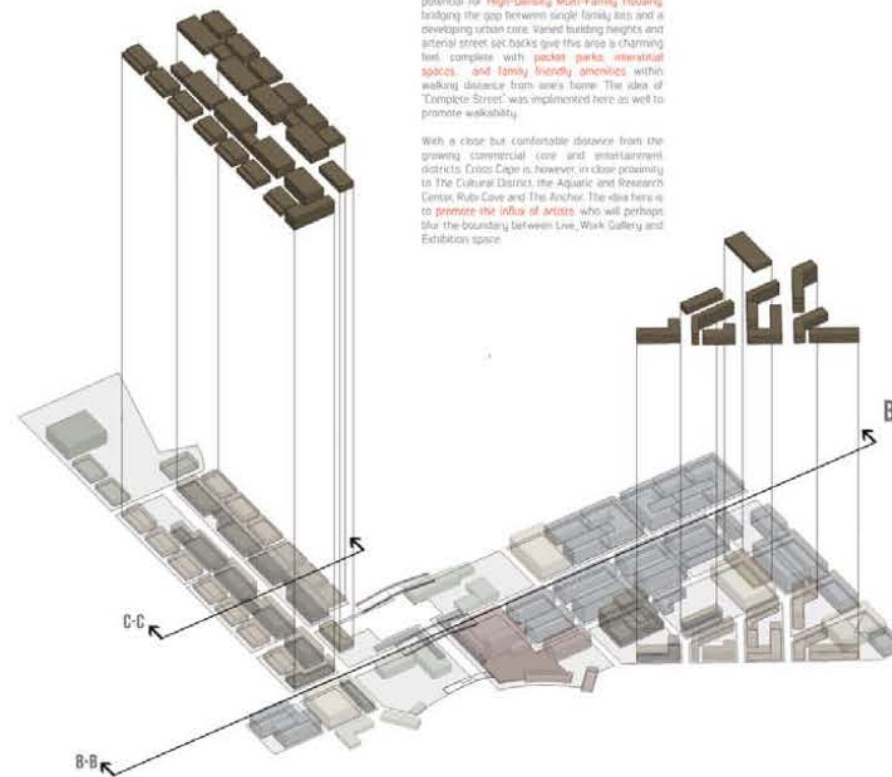 potential for High-Density Multi-Family Housing
bridging the gap between single family lots and a
developing urban core. Varied building heights and
arterial street set backs give this area a charming
feel, complete with pocket parks, interstitial
spaces, and family friendly amenities within
walking distance from one's home. The idea of
"Complete Street" was implimented here as well to
promote walkability.
With a close but comfortable distance from the
growing commercial core and entertainment
districts, Cross Cape is, however, in close proximity
to The Cultural District, the Aquatic and Research
Center, Rubi Cove and The Anchor. The idea here is
to promote the influx of artists, who will perhaps
blur the boundary between Live, Work Gallery and
Exhibition space.
B
C-C
B-B